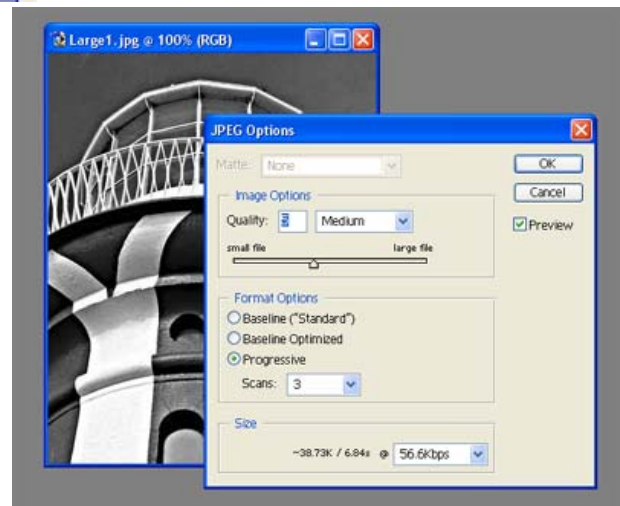 Large1.jpg @ 100% (RGB)
JPEG Options
Matte: None
OK
Image Options
Cancel
Quality: Medium
Preview
small file large file
Format Options
Baseline ("Standard")
Baseline Optimized
Progressive
Scans: 3
Size
~38.73K / 6.84s @ 56.6Kbps